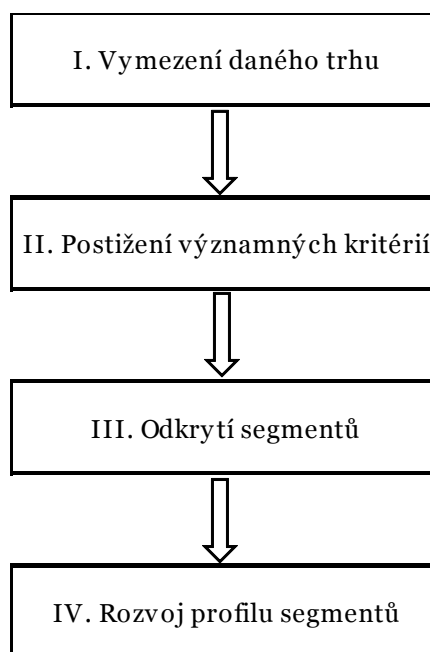 I. Vymezení daného trhu
II. Postižení významných kritérií
III. Odkrytí segmentů
IV. Rozvoj profilu segmentů